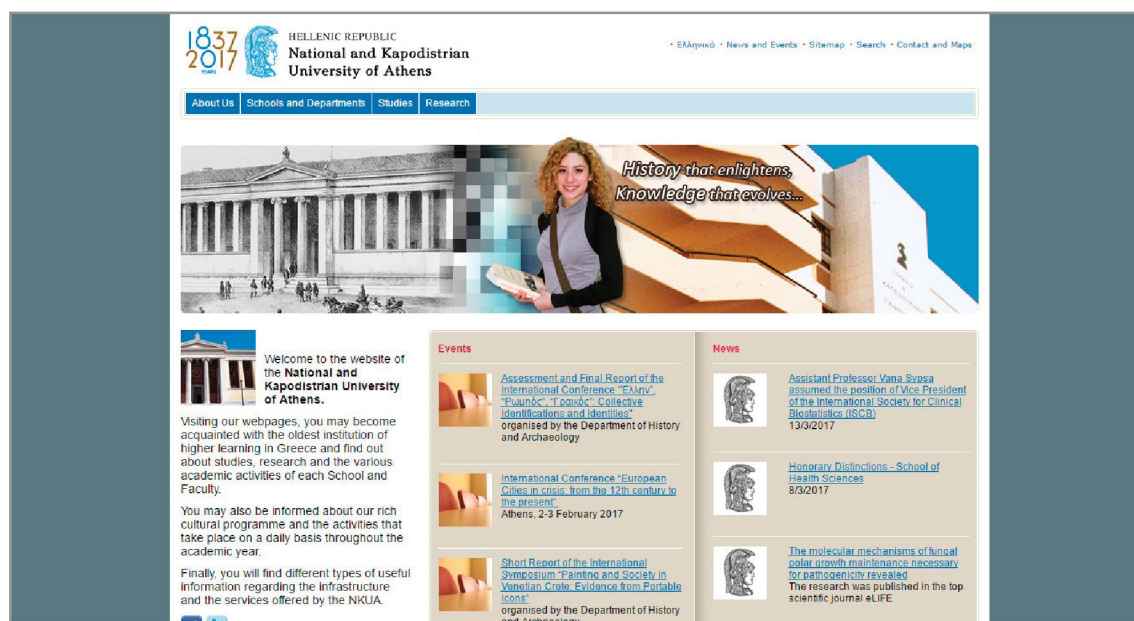 1837
2017
YEARS
HELLENIC REPUBLIC
National and Kapodistrian
University of Athens
• Ελληνικά • News and Events • Sitemap • Search • Contact and Maps
About Us Schools and Departments Studies Research
History that enlightens,
Knowledge that evolves...
Welcome to the website of
the National and
Kapodistrian University
of Athens.
Visiting our webpages, you may become
acquainted with the oldest institution of
higher learning in Greece and find out
about studies, research and the various
academic activities of each School and
Faculty.
You may also be informed about our rich
cultural programme and the activities that
take place on a daily basis throughout the
academic year.
Finally, you will find different types of useful
information regarding the infrastructure
and the services offered by the NKUA.
Events
Assessment and Final Report of the
International Conference "Έλλην",
"Ρωμηός", "Γραικός": Collective
Identifications and Identities"
organised by the Department of History
and Archaeology
International Conference "European
Cities in crisis: from the 12th century to
the present"
Athens, 2-3 February 2017
Short Report of the International
Symposium "Painting and Society in
Venetian Crete: Evidence from Portable
Icons"
organised by the Department of History
and Archaeology
News
Assistant Professor Vana Sypsa
assumed the position of Vice President
of the International Society for Clinical
Biostatistics (ISCB)
13/3/2017
Honorary Distinctions - School of
Health Sciences
8/3/2017
The molecular mechanisms of fungal
polar growth maintenance necessary
for pathogenicity revealed
The research was published in the top
scientific journal eLIFE